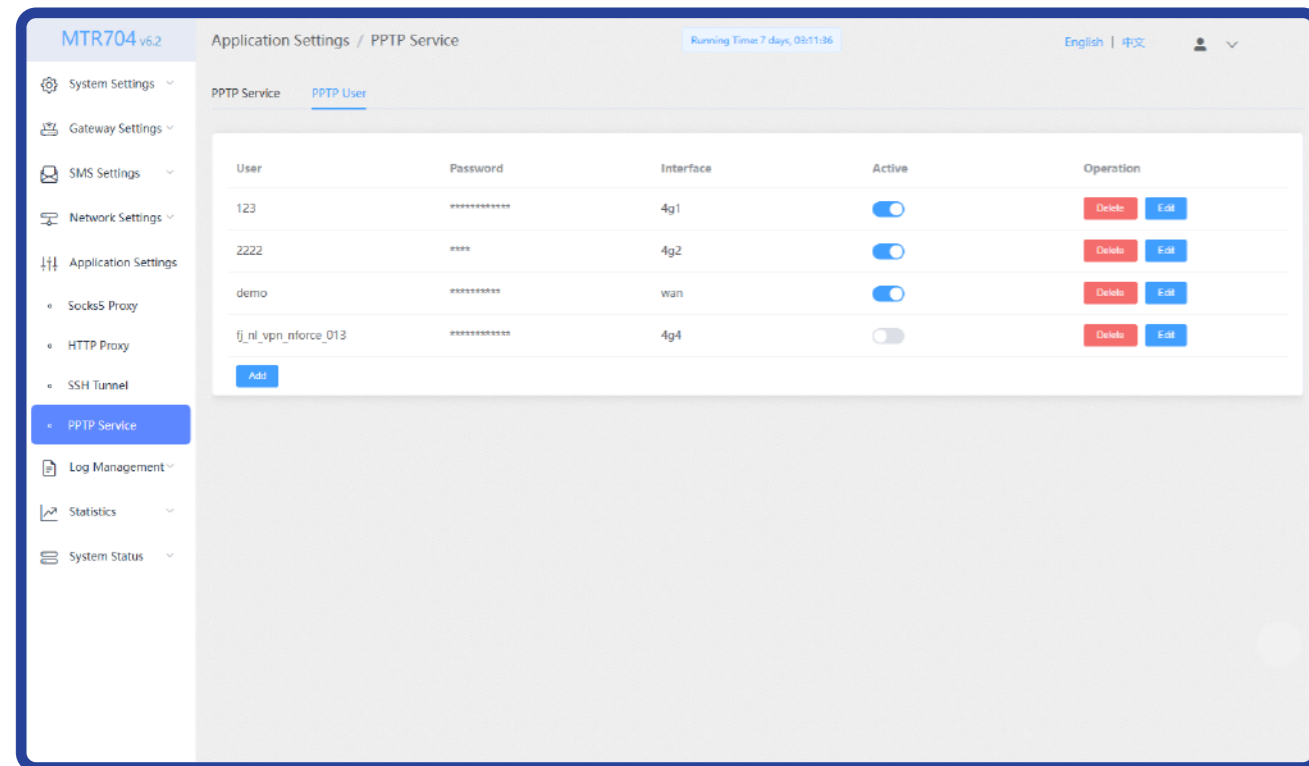 MTR704 v6.2
Application Settings / PPTP Service
Running Time: 7 days, 03:11:36
English | 中文
System Settings
Gateway Settings
SMS Settings
Network Settings
Application Settings
Socks5 Proxy
HTTP Proxy
SSH Tunnel
PPTP Service
Log Management
Statistics
System Status
PPTP Service PPTP User
User Password Interface Active Operation
123 ************ 4g1 Delete Edit
2222 **** 4g2 Delete Edit
demo ********** wan Delete Edit
fj_nl_vpn_nforce_013 ************ 4g4 Delete Edit
Add